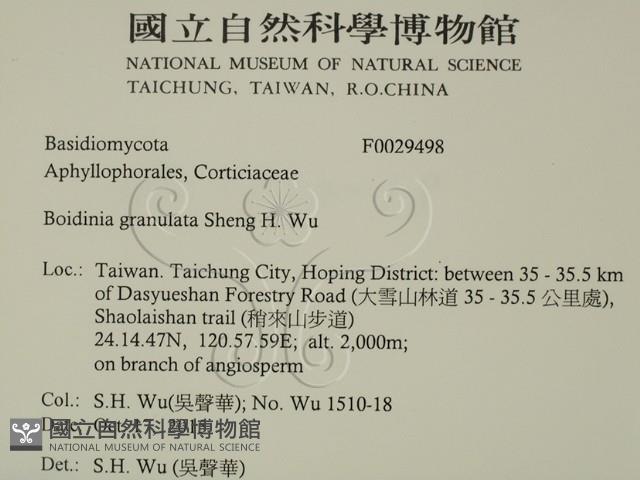 國立自然科學博物館
NATIONAL MUSEUM OF NATURAL SCIENCE
TAICHUNG, TAIWAN, R.O.CHINA
Basidiomycota F0029498
Aphyllophorales, Corticiaceae
Boidinia granulata Sheng H. Wu
Loc.: Taiwan. Taichung City, Hoping District: between 35 - 35.5 km
of Dasyueshan Forestry Road (大雪山林道 35 - 35.5 公里處),
Shaolaishan trail (稍來山步道)
24.14.47N, 120.57.59E; alt. 2,000m;
on branch of angiosperm
Col.: S.H. Wu(吳聲華); No. Wu 1510-18
Date: Oct
國立自然科學博物館
NATIONAL MUSEUM OF NATURAL SCIENCE
Det.: S.H. Wu (吳聲華)